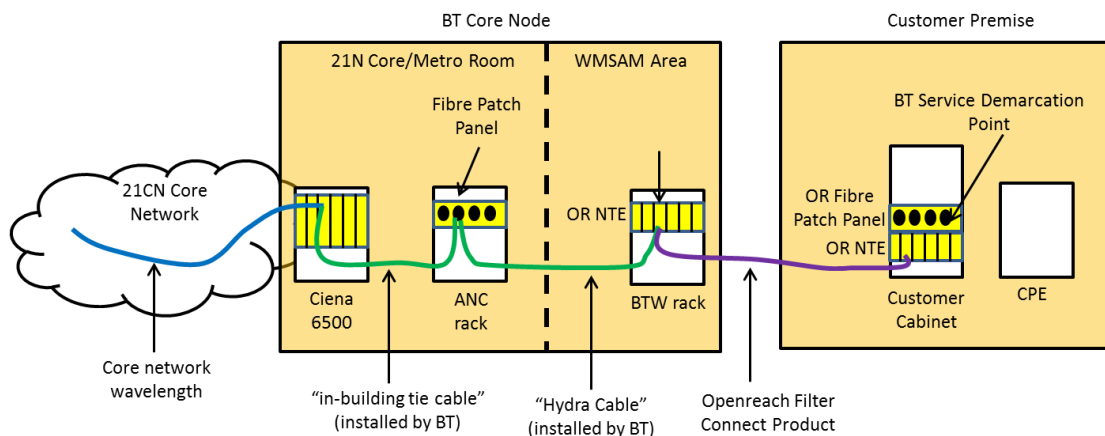 BT Core Node
Customer Premise
21N Core/Metro Room
WMSAM Area
Fibre Patch
Panel
BT Service Demarcation
Point
21CN Core
Network
OR NTE
OR Fibre
Patch Panel
OR NTE
Ciena
6500
ANC
rack
BTW rack
Customer
Cabinet
CPE
Core network
wavelength
“in-building tie cable”
(installed by BT)
“Hydra Cable”
(installed by BT)
Openreach Filter
Connect Product